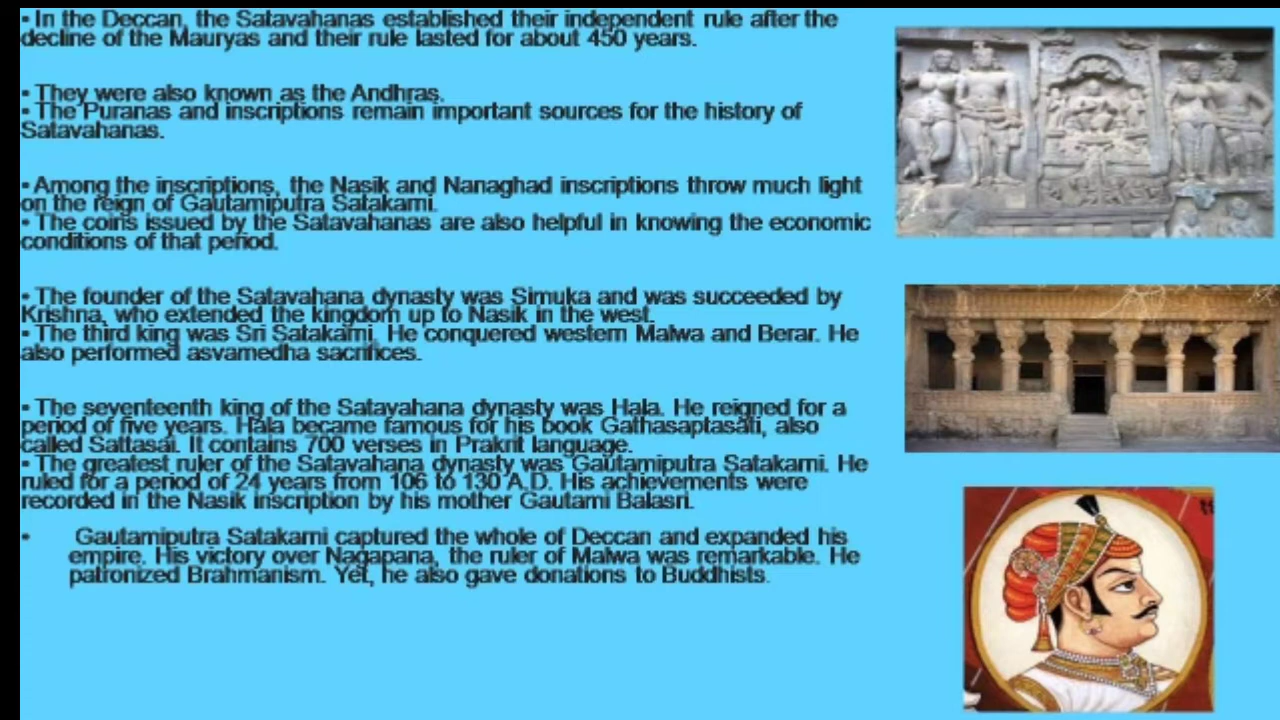 ▪ In the Deccan, the Satavahanas established their independent rule after the
decline of the Mauryas and their rule lasted for about 450 years.
▪ They were also known as the Andhras.
▪ The Puranas and inscriptions remain important sources for the history of
Satavahanas.
▪ Among the inscriptions, the Nasik and Nanaghad inscriptions throw much light
on the reign of Gautamiputra Satakarni.
▪ The coins issued by the Satavahanas are also helpful in knowing the economic
conditions of that period.
▪ The founder of the Satavahana dynasty was Simuka and was succeeded by
Krishna, who extended the kingdom up to Nasik in the west.
▪ The third king was Sri Satakarni. He conquered western Malwa and Berar. He
also performed asvamedha sacrifices.
▪ The seventeenth king of the Satavahana dynasty was Hala. He reigned for a
period of five years. Hala became famous for his book Gathasaptasati, also
called Sattasai. It contains 700 verses in Prakrit language.
▪ The greatest ruler of the Satavahana dynasty was Gautamiputra Satakarni. He
ruled for a period of 24 years from 106 to 130 A.D. His achievements were
recorded in the Nasik inscription by his mother Gautami Balasri.
▪ Gautamiputra Satakarni captured the whole of Deccan and expanded his
empire. His victory over Nagapana, the ruler of Malwa was remarkable. He
patronized Brahmanism. Yet, he also gave donations to Buddhists.